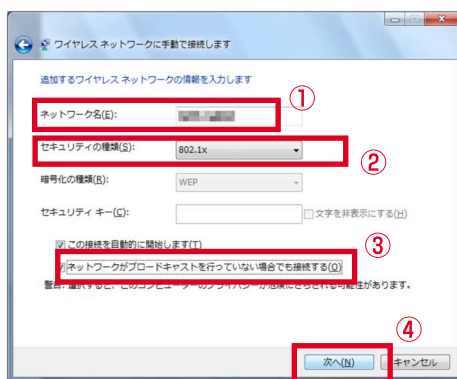 ワイヤレス ネットワークに手動で接続します
追加するワイヤレス ネットワークの情報を入力します
①
ネットワーク名(E):
セキュリティの種類(S): 802.1x
②
暗号化の種類(R): WEP
セキュリティ キー(C): 文字を非表示にする(H)
この接続を自動的に開始します(T)
③
ネットワークがブロードキャストを行っていない場合でも接続する(O)
警告: 選択すると、このコンピューターのプライバシーが危険にさらされる可能性があります。
④
次へ(N) キャンセル